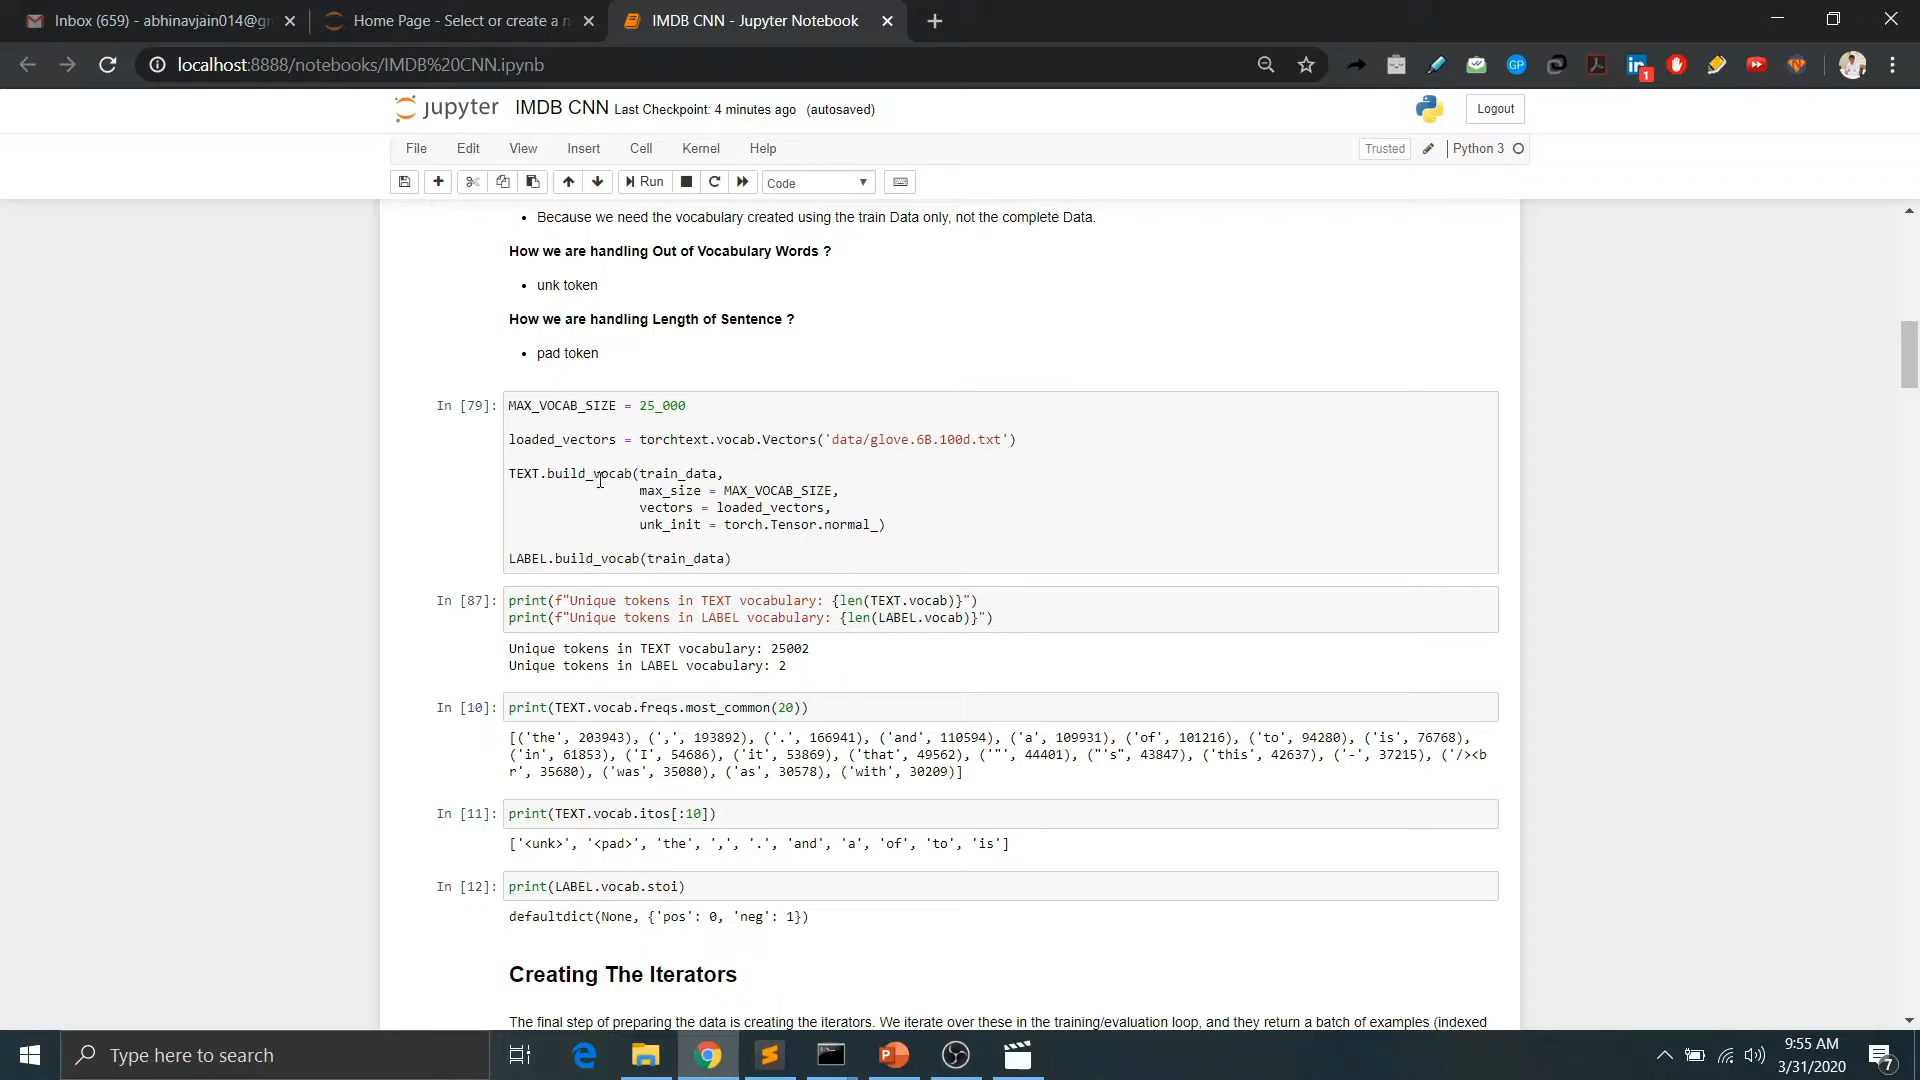 Inbox (659) - abhinavjain014@g
Home Page - Select or create a n
IMDB CNN - Jupyter Notebook
localhost:8888/notebooks/IMDB%20CNN.ipynb
GP
1
jupyter IMDB CNN Last Checkpoint: 4 minutes ago (autosaved)
Logout
File Edit View Insert Cell Kernel Help
Trusted
Python 3
Run
Code
• Because we need the vocabulary created using the train Data only, not the complete Data.
How we are handling Out of Vocabulary Words ?
• unk token
How we are handling Length of Sentence ?
• pad token
In [79]: MAX_VOCAB_SIZE = 25_000
loaded_vectors = torchtext.vocab.Vectors('data/glove.6B.100d.txt')
TEXT.build_vocab(train_data,
max_size = MAX_VOCAB_SIZE,
vectors = loaded_vectors,
unk_init = torch.Tensor.normal_)
LABEL.build_vocab(train_data)
In [87]: print(f"Unique tokens in TEXT vocabulary: {len(TEXT.vocab)}")
print(f"Unique tokens in LABEL vocabulary: {len(LABEL.vocab)}")
Unique tokens in TEXT vocabulary: 25002
Unique tokens in LABEL vocabulary: 2
In [10]: print(TEXT.vocab.freqs.most_common(20))
[('the', 203943), (',', 193892), ('.', 166941), ('and', 110594), ('a', 109931), ('of', 101216), ('to', 94280), ('is', 76768),
('in', 61853), ('I', 54686), ('it', 53869), ('that', 49562), ('"', 44401), ("'s", 43847), ('this', 42637), ('-', 37215), ('/><b
r', 35680), ('was', 35080), ('as', 30578), ('with', 30209)]
In [11]: print(TEXT.vocab.itos[:10])
['<unk>', '<pad>', 'the', ',', '.', 'and', 'a', 'of', 'to', 'is']
In [12]: print(LABEL.vocab.stoi)
defaultdict(None, {'pos': 0, 'neg': 1})
Creating The Iterators
The final step of preparing the data is creating the iterators. We iterate over these in the training/evaluation loop, and they return a batch of examples (indexed
Type here to search
9:55 AM
3/31/2020
7